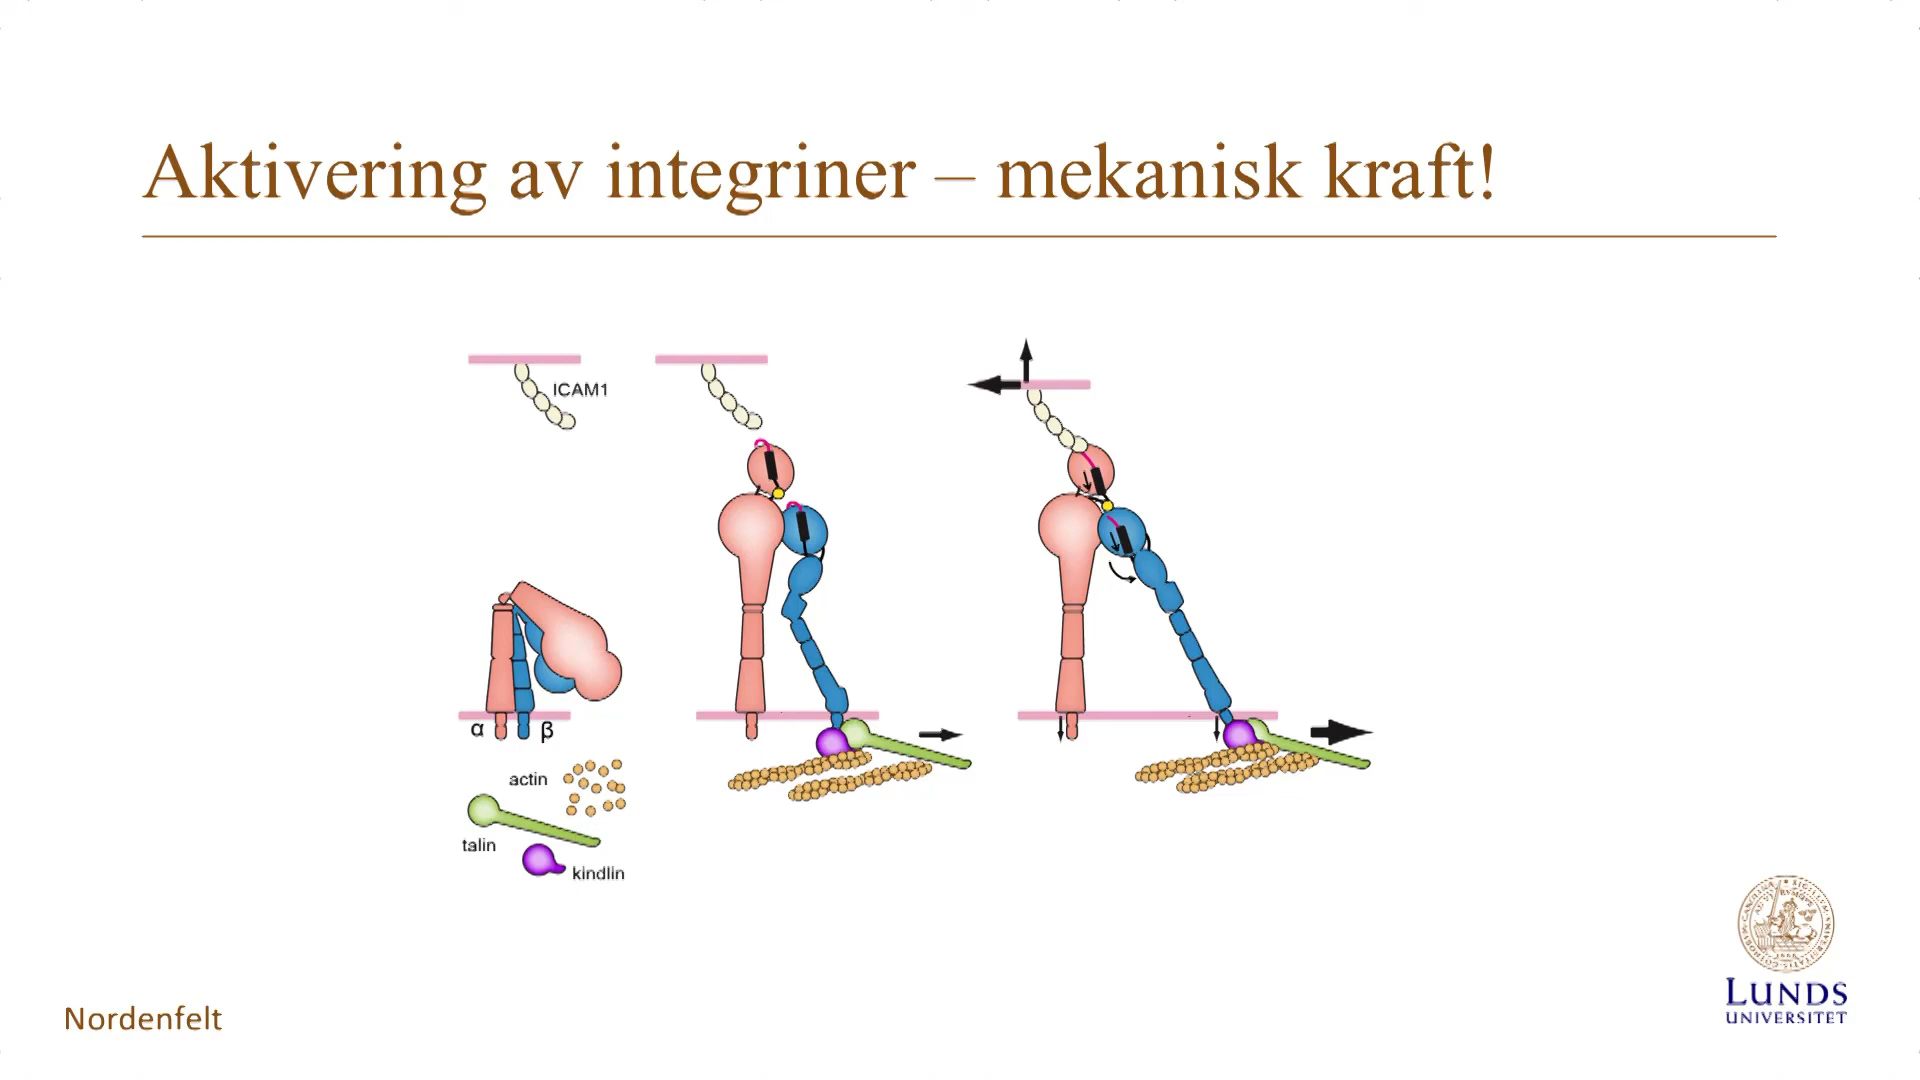 Aktivering av integriner – mekanisk kraft!
ICAM1
α
β
actin
talin
kindlin
Nordenfelt
LUNDS
UNIVERSITET